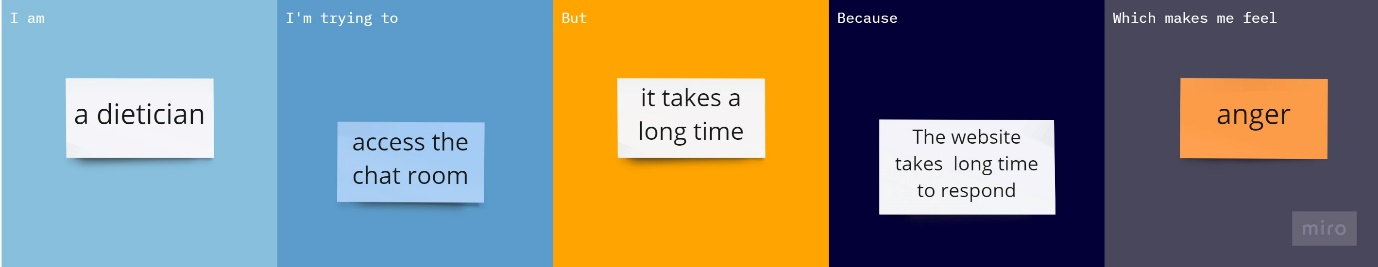 I am
a dietician
I'm trying to
access the
chat room
But
it takes a
long time
Because
The website
takes  long time
to respond
Which makes me feel
anger
miro